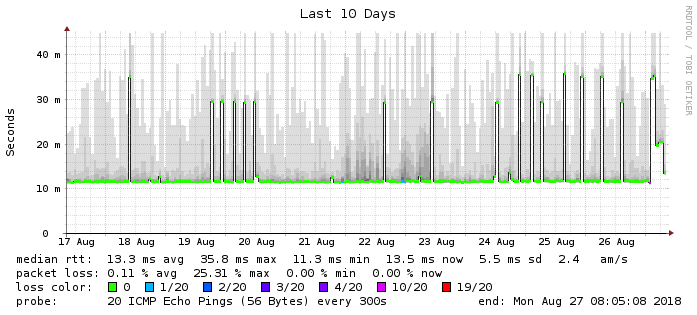 Last 10 Days
RRDTOOL / TOBI OETIKER
Seconds
40 m
30 m
20 m
10 m
0
17 Aug 18 Aug 19 Aug 20 Aug 21 Aug 22 Aug 23 Aug 24 Aug 25 Aug 26 Aug
median rtt: 13.3 ms avg 35.8 ms max 11.3 ms min 13.5 ms now 5.5 ms sd 2.4 am/s
packet loss: 0.11 % avg 25.31 % max 0.00 % min 0.00 % now
loss color: 0 1/20 2/20 3/20 4/20 10/20 19/20
probe: 20 ICMP Echo Pings (56 Bytes) every 300s end: Mon Aug 27 08:05:08 2018